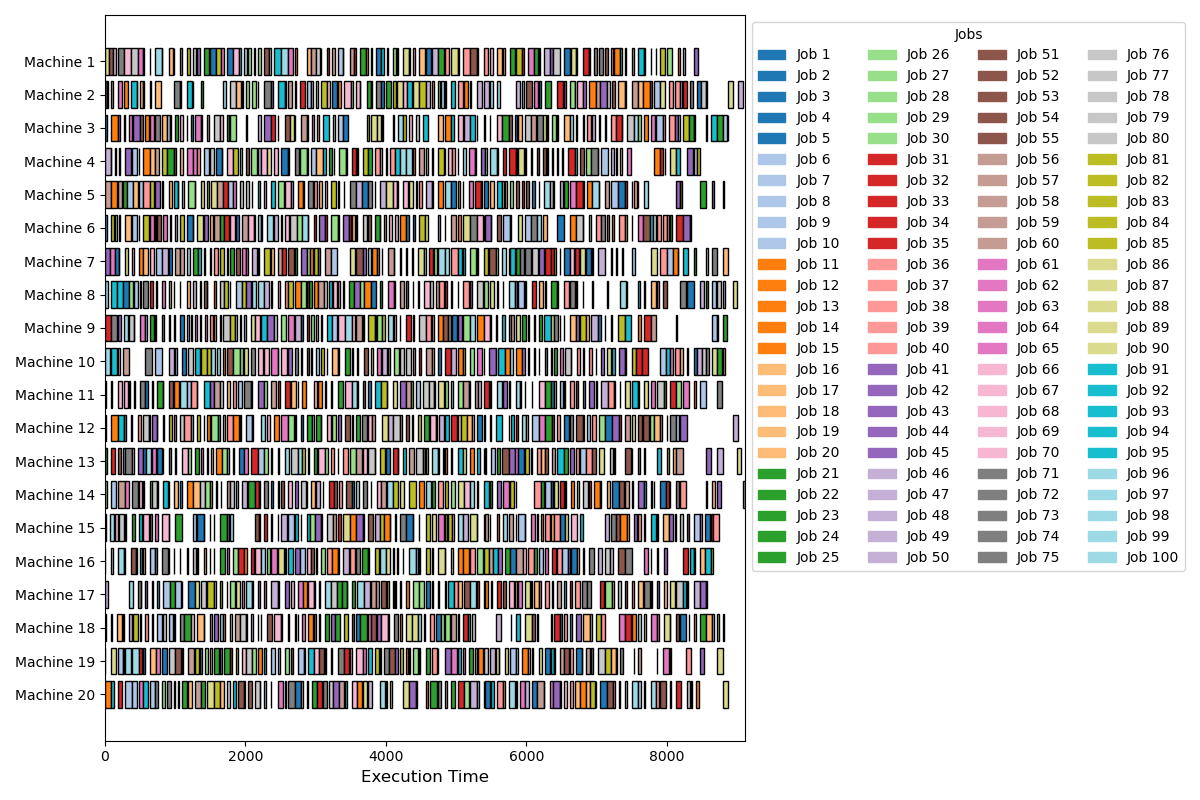 Machine 1
Machine 2
Machine 3
Machine 4
Machine 5
Machine 6
Machine 7
Machine 8
Machine 9
Machine 10
Machine 11
Machine 12
Machine 13
Machine 14
Machine 15
Machine 16
Machine 17
Machine 18
Machine 19
Machine 20
0 2000 4000 6000 8000
Execution Time
Jobs
Job 1 Job 26 Job 51 Job 76
Job 2 Job 27 Job 52 Job 77
Job 3 Job 28 Job 53 Job 78
Job 4 Job 29 Job 54 Job 79
Job 5 Job 30 Job 55 Job 80
Job 6 Job 31 Job 56 Job 81
Job 7 Job 32 Job 57 Job 82
Job 8 Job 33 Job 58 Job 83
Job 9 Job 34 Job 59 Job 84
Job 10 Job 35 Job 60 Job 85
Job 11 Job 36 Job 61 Job 86
Job 12 Job 37 Job 62 Job 87
Job 13 Job 38 Job 63 Job 88
Job 14 Job 39 Job 64 Job 89
Job 15 Job 40 Job 65 Job 90
Job 16 Job 41 Job 66 Job 91
Job 17 Job 42 Job 67 Job 92
Job 18 Job 43 Job 68 Job 93
Job 19 Job 44 Job 69 Job 94
Job 20 Job 45 Job 70 Job 95
Job 21 Job 46 Job 71 Job 96
Job 22 Job 47 Job 72 Job 97
Job 23 Job 48 Job 73 Job 98
Job 24 Job 49 Job 74 Job 99
Job 25 Job 50 Job 75 Job 100